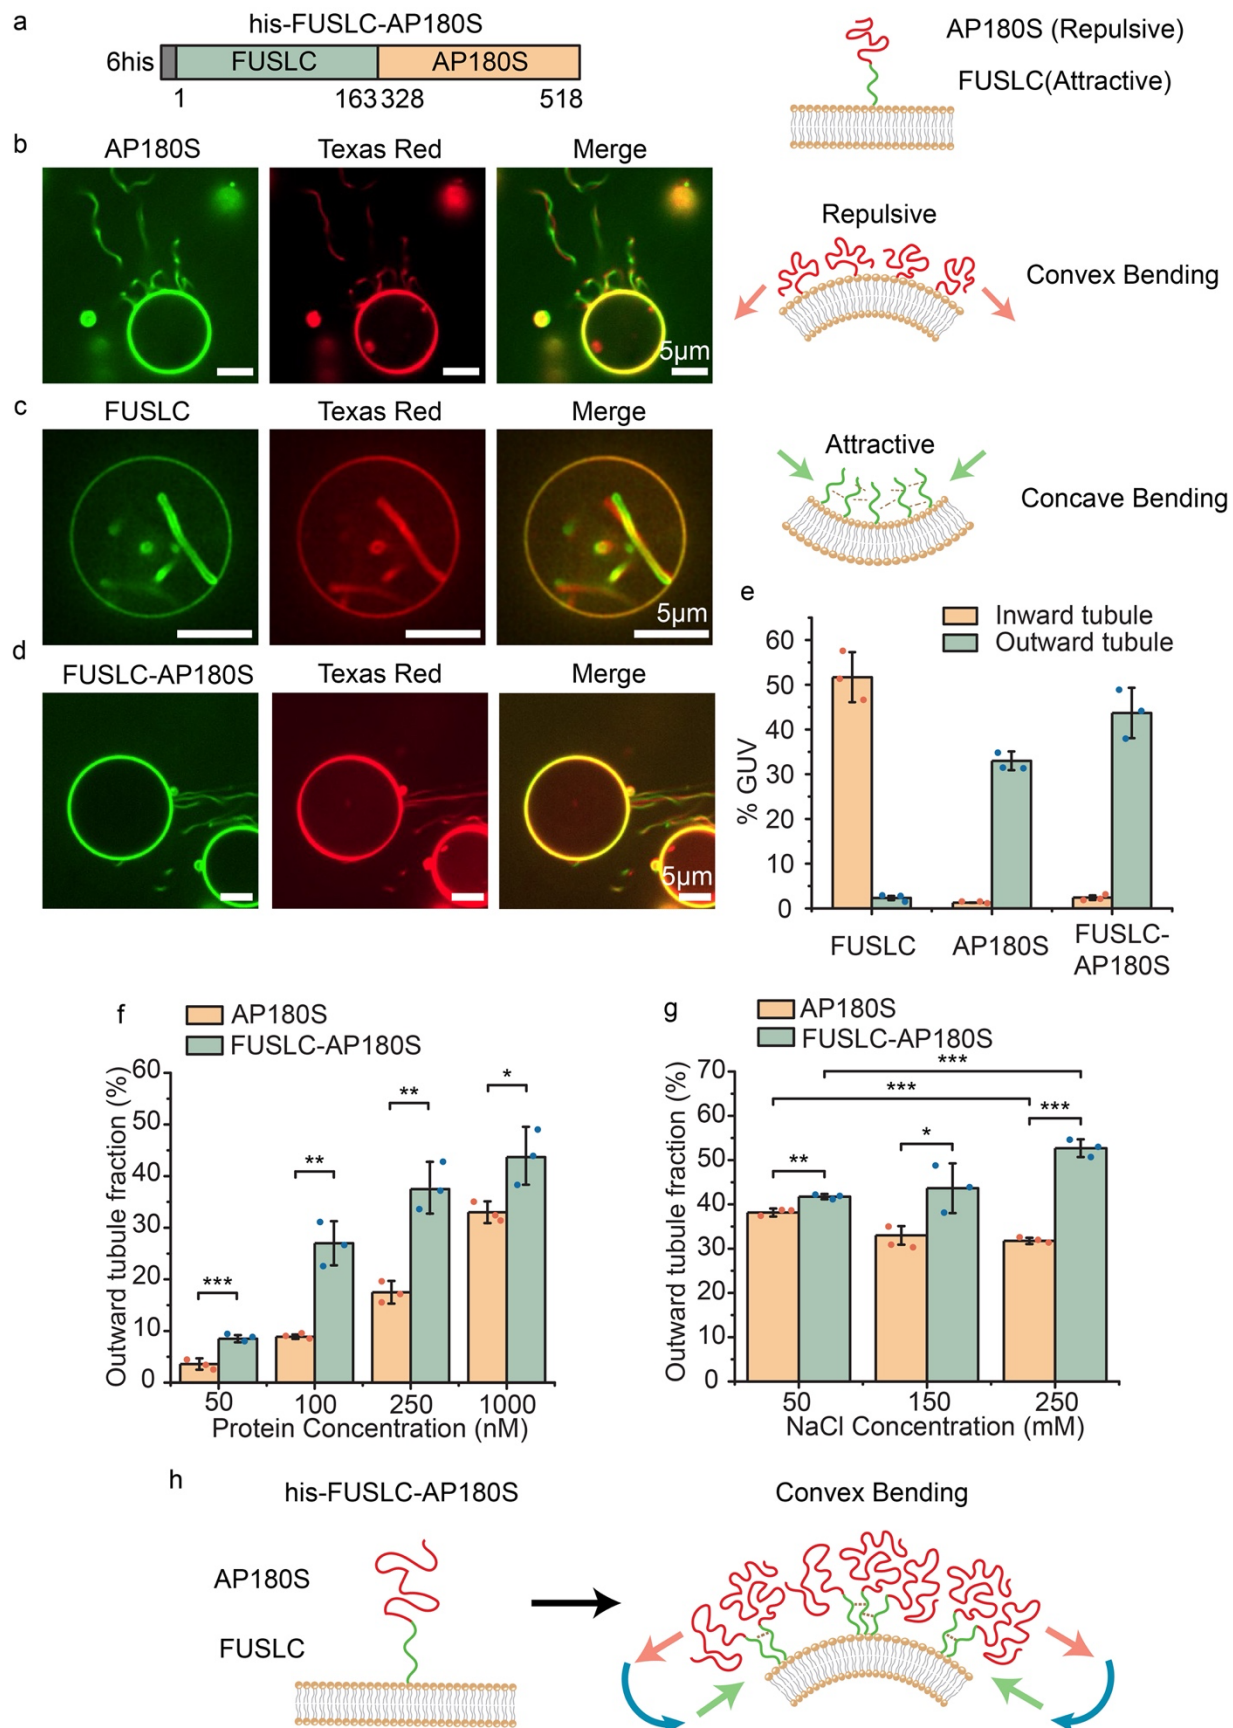 a
his-FUSLC-AP180S
6his FUSLC AP180S
1 163 328 518
AP180S (Repulsive)
FUSLC(Attractive)
b
AP180S Texas Red Merge
5μm
Repulsive
Convex Bending
c
FUSLC Texas Red Merge
5μm
Attractive
Concave Bending
d
FUSLC-AP180S Texas Red Merge
5μm
e
Inward tubule
Outward tubule
% GUV
60
50
40
30
20
10
0
FUSLC AP180S FUSLC-
AP180S
f
AP180S
FUSLC-AP180S
Outward tubule fraction (%)
60
50
40
30
20
10
0
*** ** ** *
50 100 250 1000
Protein Concentration (nM)
g
AP180S
FUSLC-AP180S
Outward tubule fraction (%)
70
60
50
40
30
20
10
0
***
***
** * ***
50 150 250
NaCl Concentration (mM)
h
his-FUSLC-AP180S Convex Bending
AP180S
FUSLC